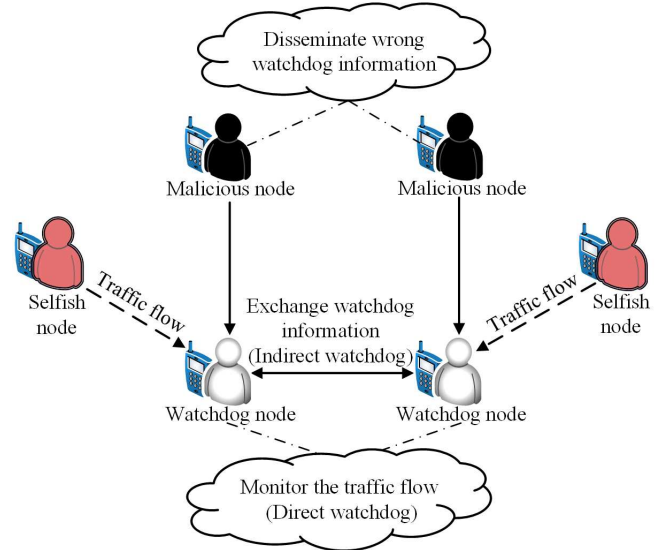 Disseminate wrong
watchdog information
Malicious node
Malicious node
Selfish
node
Traffic flow
Exchange watchdog
information
(Indirect watchdog)
Traffic flow
Selfish
node
Watchdog node
Watchdog node
Monitor the traffic flow
(Direct watchdog)